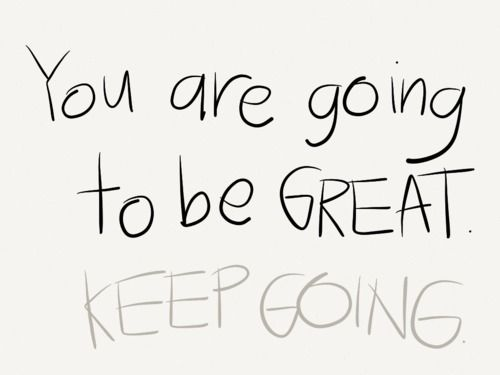 You are going
to be GREAT.
KEEP GOING.